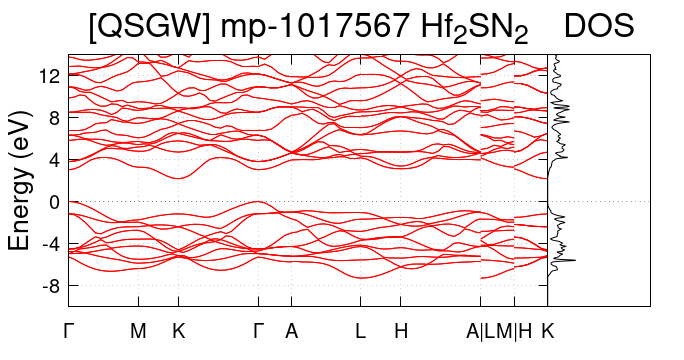 [QSGW] mp-1017567 Hf₂SN₂ DOS
Energy (eV)
12
8
4
0
-4
-8
Γ M K Γ A L H A|LM|H K